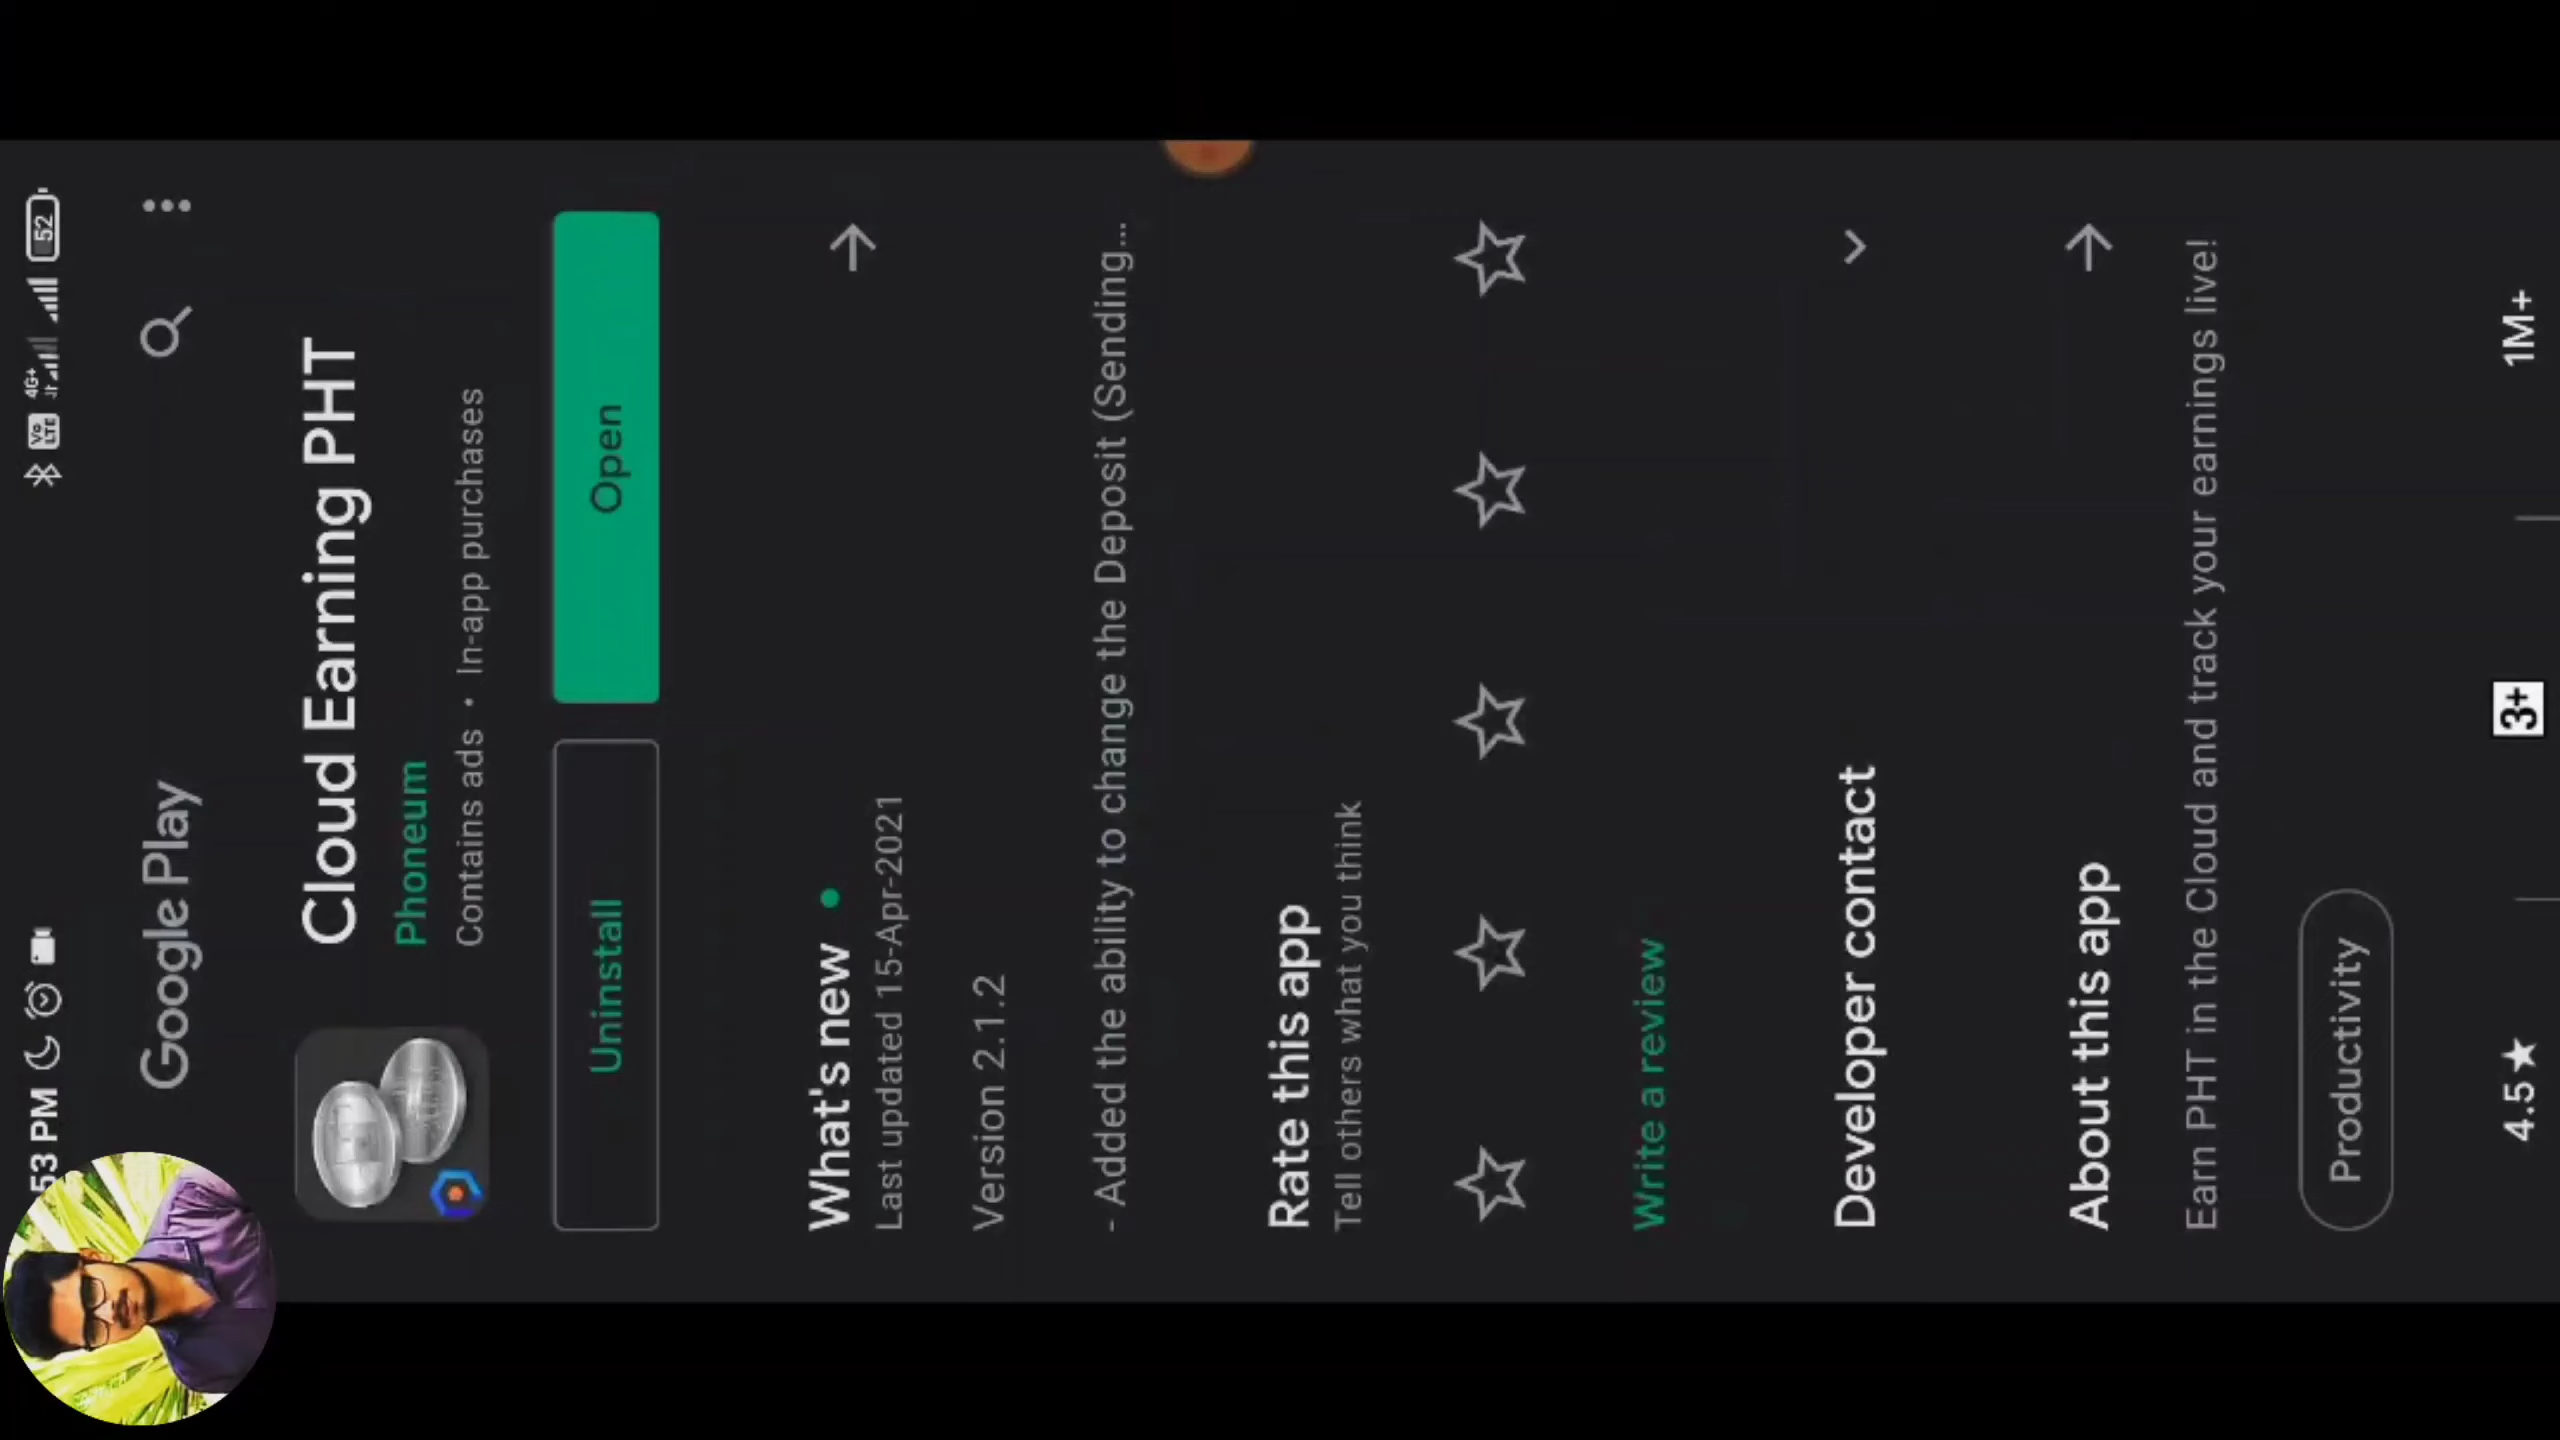 53 PM
4G+
Vo
LTE
52
Google Play
Cloud Earning PHT
Phoneum
Contains ads • In-app purchases
Uninstall
Open
What's new •
Last updated 15-Apr-2021
Version 2.1.2
- Added the ability to change the Deposit (Sending...
Rate this app
Tell others what you think
Write a review
Developer contact
About this app
Earn PHT in the Cloud and track your earnings live!
Productivity
4.5★
3+
1M+